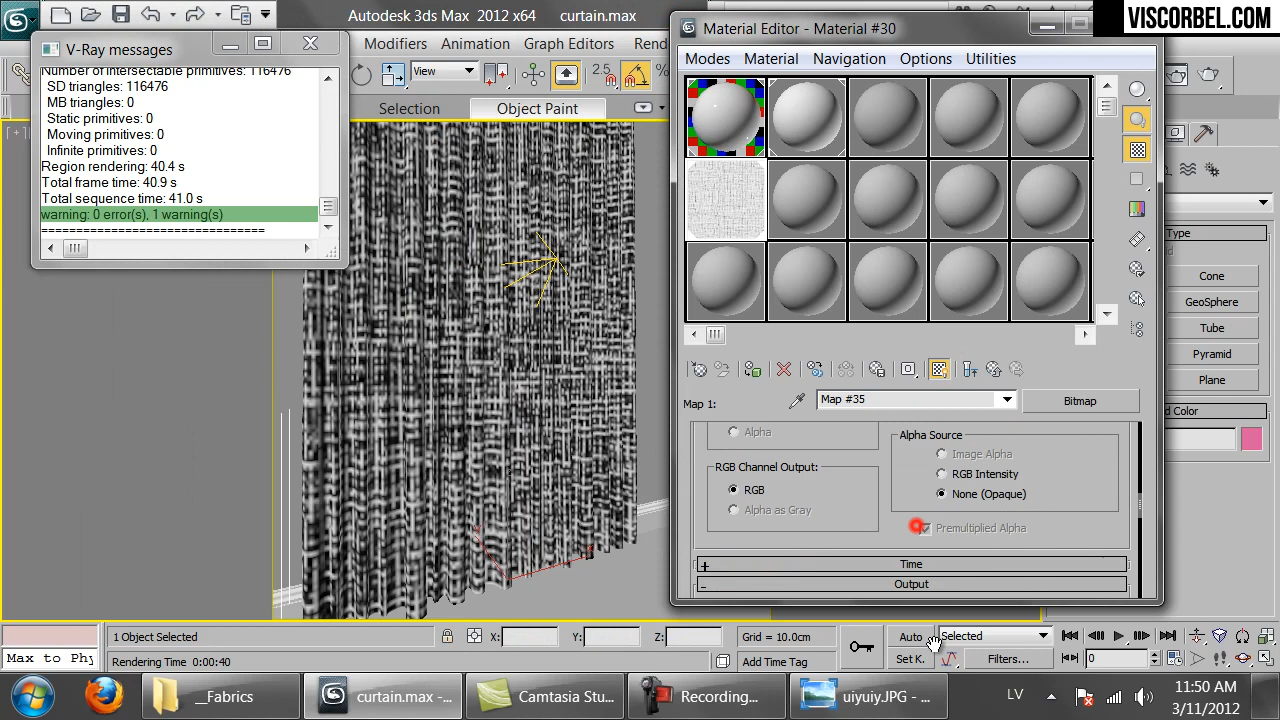 Autodesk 3ds Max 2012 x64 curtain.max
VISCORBEL.COM
V-Ray messages
Modifiers Animation Graph Editors Rend
Number of intersectable primitives: 116476
SD triangles: 116476
MB triangles: 0
Static primitives: 0
Moving primitives: 0
Infinite primitives: 0
Region rendering: 40.4 s
Total frame time: 40.9 s
Total sequence time: 41.0 s
warning: 0 error(s), 1 warning(s)
=============================
View
2.5
%
Selection Object Paint
[ + ]
Material Editor - Material #30
Modes Material Navigation Options Utilities
Map 1: Map #35 Bitmap
Alpha
RGB Channel Output:
RGB
Alpha as Gray
Alpha Source
Image Alpha
RGB Intensity
None (Opaque)
Premultiplied Alpha
+ Time
- Output
Type
Cone
GeoSphere
Tube
Pyramid
Plane
Color
1 Object Selected X: Y: Z: Grid = 10.0cm Auto Selected
Max to Phy Rendering Time 0:00:40 Add Time Tag Set K. Filters... 0
__Fabrics curtain.max -... Camtasia Stu... Recording... uiyuiy.JPG - ... LV 11:50 AM
3/11/2012